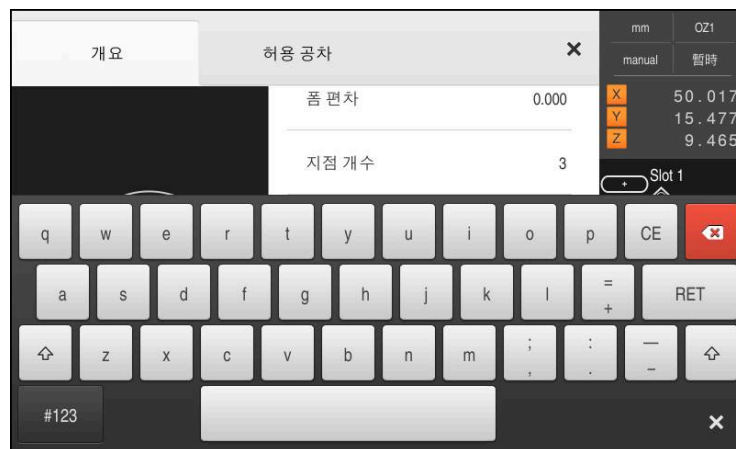 개요
허용 공차
mm
OZ1
manual
暫時
폼 편차
0.000
X 50.017
Y 15.477
Z 9.465
지점 개수
3
Slot 1
q w e r t y u i o p CE
a s d f g h j k l = + RET
z x c v b n m ; , : . — –
#123